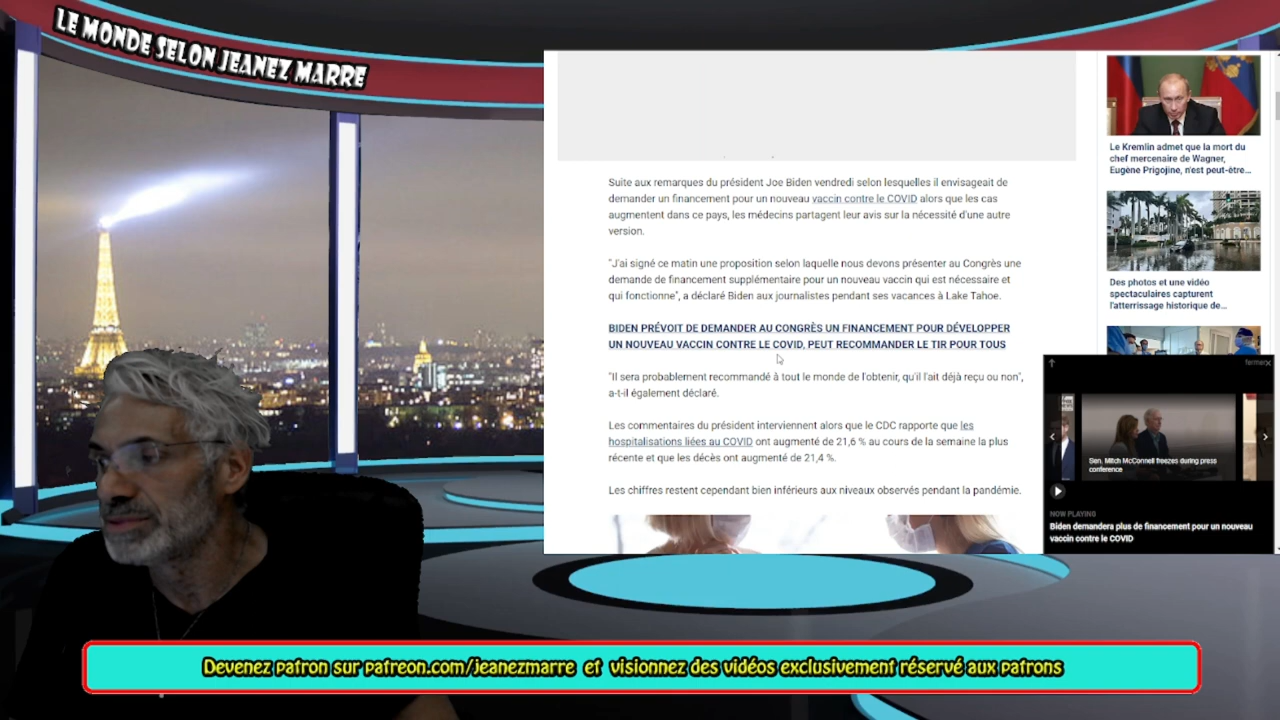 LE MONDE SELON JEANEZ MARRE
Suite aux remarques du président Joe Biden vendredi selon lesquelles il envisageait de
demander un financement pour un nouveau vaccin contre le COVID alors que les cas
augmentent dans ce pays, les médecins partagent leur avis sur la nécessité d'une autre
version.
"J'ai signé ce matin une proposition selon laquelle nous devons présenter au Congrès une
demande de financement supplémentaire pour un nouveau vaccin qui est nécessaire et
qui fonctionne", a déclaré Biden aux journalistes pendant ses vacances à Lake Tahoe.
BIDEN PRÉVOIT DE DEMANDER AU CONGRÈS UN FINANCEMENT POUR DÉVELOPPER
UN NOUVEAU VACCIN CONTRE LE COVID, PEUT RECOMMANDER LE TIR POUR TOUS
"Il sera probablement recommandé à tout le monde de l'obtenir, qu'il l'ait déjà reçu ou non",
a-t-il également déclaré.
Les commentaires du président interviennent alors que le CDC rapporte que les
hospitalisations liées au COVID ont augmenté de 21,6 % au cours de la semaine la plus
récente et que les décès ont augmenté de 21,4 %.
Les chiffres restent cependant bien inférieurs aux niveaux observés pendant la pandémie.
Le Kremlin admet que la mort du
chef mercenaire de Wagner,
Eugène Prigojine, n'est peut-être...
Des photos et une vidéo
spectaculaires capturent
l'atterrissage historique de...
fermer
Sen. Mitch McConnell freezes during press
conference
NOW PLAYING
Biden demandera plus de financement pour un nouveau
vaccin contre le COVID
Devenez patron sur patreon.com/jeanezmarre et visionnez des vidéos exclusivement réservé aux patrons